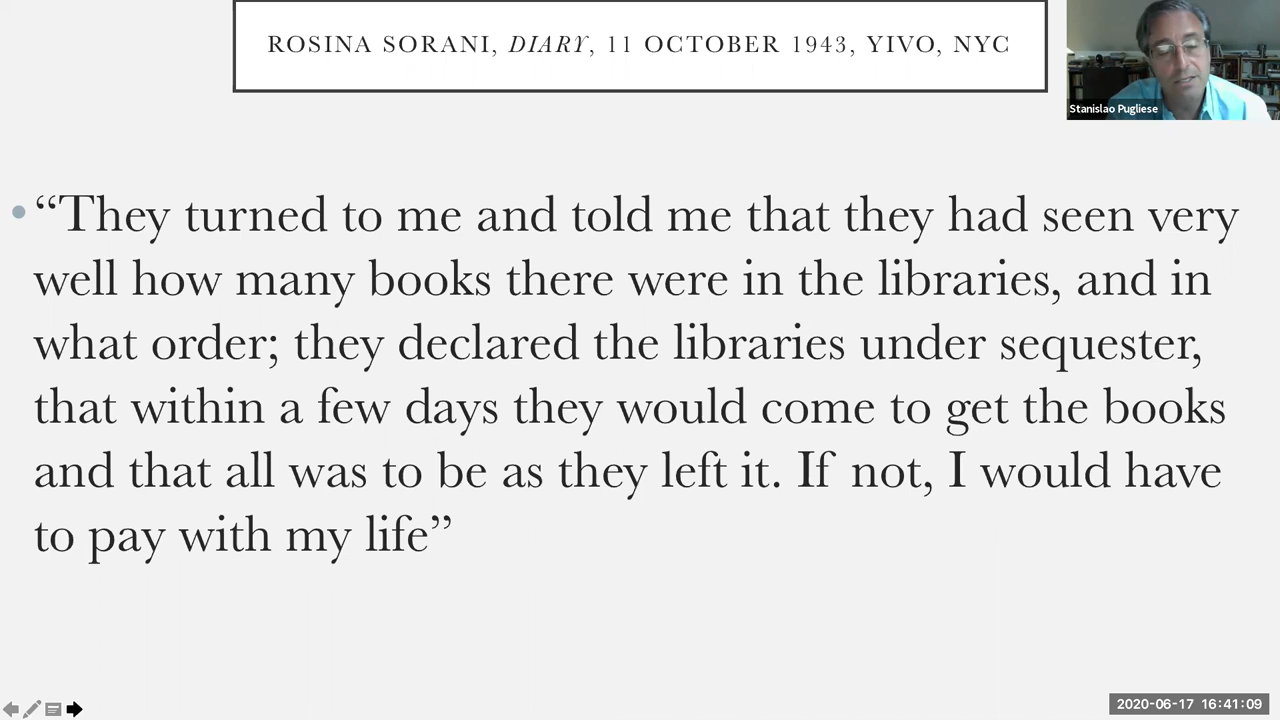 ROSINA SORANI, DIARY, 11 OCTOBER 1943, YIVO, NYC
Stanislao Pugliese
• “They turned to me and told me that they had seen very
well how many books there were in the libraries, and in
what order; they declared the libraries under sequester,
that within a few days they would come to get the books
and that all was to be as they left it. If not, I would have
to pay with my life”
2020-06-17 16:41:09